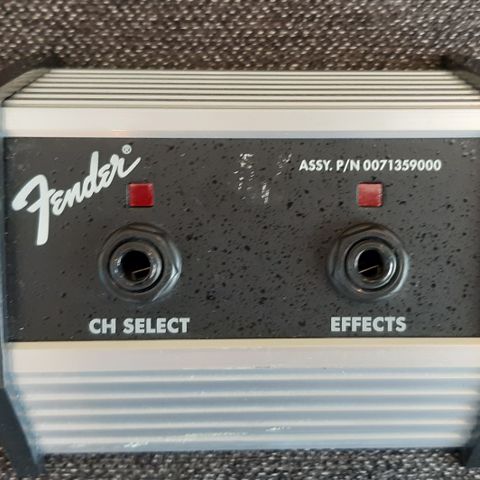 Fender®
ASSY. P/N 0071359000
CH SELECT
EFFECTS